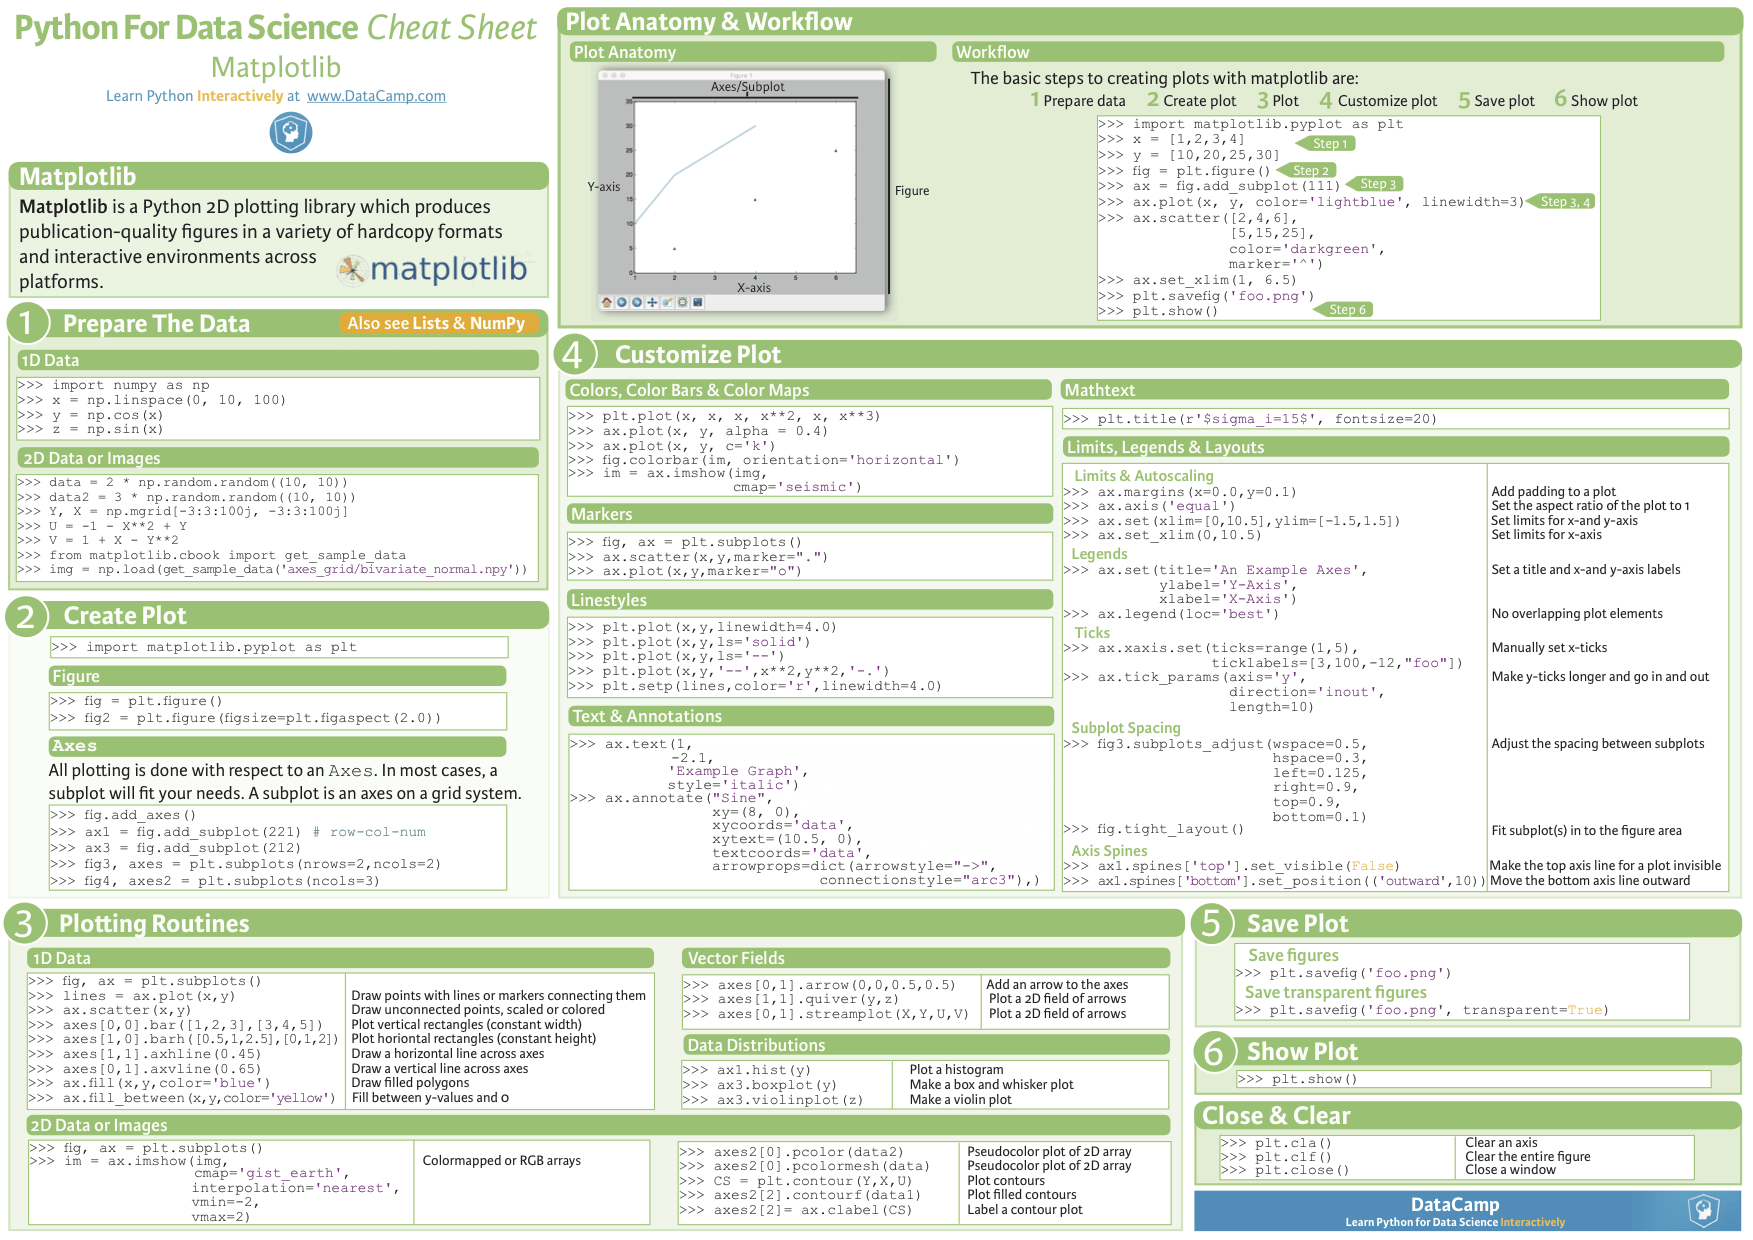 Python For Data Science Cheat Sheet
Matplotlib
Learn Python Interactively at www.DataCamp.com
Matplotlib
Matplotlib is a Python 2D plotting library which produces
publication-quality figures in a variety of hardcopy formats
and interactive environments across
platforms.
matplotlib
Plot Anatomy & Workflow
Plot Anatomy
Figure 1
Axes/Subplot
35
30
25
20
15
10
5
0
1 2 3 4 5 6
Y-axis
X-axis
Figure
Workflow
The basic steps to creating plots with matplotlib are:
1 Prepare data 2 Create plot 3 Plot 4 Customize plot 5 Save plot 6 Show plot
>>> import matplotlib.pyplot as plt
>>> x = [1,2,3,4]
Step 1
>>> y = [10,20,25,30]
>>> fig = plt.figure() Step 2
>>> ax = fig.add_subplot(111) Step 3
>>> ax.plot(x, y, color='lightblue', linewidth=3) Step 3, 4
>>> ax.scatter([2,4,6],
[5,15,25],
color='darkgreen',
marker='^')
>>> ax.set_xlim(1, 6.5)
>>> plt.savefig('foo.png')
>>> plt.show() Step 6
1 Prepare The Data Also see Lists & NumPy
1D Data
>>> import numpy as np
>>> x = np.linspace(0, 10, 100)
>>> y = np.cos(x)
>>> z = np.sin(x)
2D Data or Images
>>> data = 2 * np.random.random((10, 10))
>>> data2 = 3 * np.random.random((10, 10))
>>> Y, X = np.mgrid[-3:3:100j, -3:3:100j]
>>> U = -1 - X**2 + Y
>>> V = 1 + X - Y**2
>>> from matplotlib.cbook import get_sample_data
>>> img = np.load(get_sample_data('axes_grid/bivariate_normal.npy'))
2 Create Plot
>>> import matplotlib.pyplot as plt
Figure
>>> fig = plt.figure()
>>> fig2 = plt.figure(figsize=plt.figaspect(2.0))
Axes
All plotting is done with respect to an Axes. In most cases, a
subplot will fit your needs. A subplot is an axes on a grid system.
>>> fig.add_axes()
>>> ax1 = fig.add_subplot(221) # row-col-num
>>> ax3 = fig.add_subplot(212)
>>> fig3, axes = plt.subplots(nrows=2,ncols=2)
>>> fig4, axes2 = plt.subplots(ncols=3)
4 Customize Plot
Colors, Color Bars & Color Maps
>>> plt.plot(x, x, x, x**2, x, x**3)
>>> ax.plot(x, y, alpha = 0.4)
>>> ax.plot(x, y, c='k')
>>> fig.colorbar(im, orientation='horizontal')
>>> im = ax.imshow(img,
cmap='seismic')
Markers
>>> fig, ax = plt.subplots()
>>> ax.scatter(x,y,marker=".")
>>> ax.plot(x,y,marker="o")
Linestyles
>>> plt.plot(x,y,linewidth=4.0)
>>> plt.plot(x,y,ls='solid')
>>> plt.plot(x,y,ls='--')
>>> plt.plot(x,y,'--',x**2,y**2,'-.')
>>> plt.setp(lines,color='r',linewidth=4.0)
Text & Annotations
>>> ax.text(1,
-2.1,
'Example Graph',
style='italic')
>>> ax.annotate("Sine",
xy=(8, 0),
xycoords='data',
xytext=(10.5, 0),
textcoords='data',
arrowprops=dict(arrowstyle="->",
connectionstyle="arc3"),)
Mathtext
>>> plt.title(r'$sigma_i=15$', fontsize=20)
Limits, Legends & Layouts
Limits & Autoscaling
>>> ax.margins(x=0.0,y=0.1) Add padding to a plot
>>> ax.axis('equal') Set the aspect ratio of the plot to 1
>>> ax.set(xlim=[0,10.5],ylim=[-1.5,1.5]) Set limits for x-and y-axis
>>> ax.set_xlim(0,10.5) Set limits for x-axis
Legends
>>> ax.set(title='An Example Axes', Set a title and x-and y-axis labels
ylabel='Y-Axis',
xlabel='X-Axis')
>>> ax.legend(loc='best') No overlapping plot elements
Ticks
>>> ax.xaxis.set(ticks=range(1,5), Manually set x-ticks
ticklabels=[3,100,-12,"foo"])
>>> ax.tick_params(axis='y', Make y-ticks longer and go in and out
direction='inout',
length=10)
Subplot Spacing
>>> fig3.subplots_adjust(wspace=0.5, Adjust the spacing between subplots
hspace=0.3,
left=0.125,
right=0.9,
top=0.9,
bottom=0.1)
>>> fig.tight_layout() Fit subplot(s) in to the figure area
Axis Spines
>>> ax1.spines['top'].set_visible(False) Make the top axis line for a plot invisible
>>> ax1.spines['bottom'].set_position(('outward',10)) Move the bottom axis line outward
3 Plotting Routines
1D Data
>>> fig, ax = plt.subplots()
>>> lines = ax.plot(x,y) Draw points with lines or markers connecting them
>>> ax.scatter(x,y) Draw unconnected points, scaled or colored
>>> axes[0,0].bar([1,2,3],[3,4,5]) Plot vertical rectangles (constant width)
>>> axes[1,0].barh([0.5,1,2.5],[0,1,2]) Plot horiontal rectangles (constant height)
>>> axes[1,1].axhline(0.45) Draw a horizontal line across axes
>>> axes[0,1].axvline(0.65) Draw a vertical line across axes
>>> ax.fill(x,y,color='blue') Draw filled polygons
>>> ax.fill_between(x,y,color='yellow') Fill between y-values and 0
Vector Fields
>>> axes[0,1].arrow(0,0,0.5,0.5) Add an arrow to the axes
>>> axes[1,1].quiver(y,z) Plot a 2D field of arrows
>>> axes[0,1].streamplot(X,Y,U,V) Plot a 2D field of arrows
Data Distributions
>>> ax1.hist(y) Plot a histogram
>>> ax3.boxplot(y) Make a box and whisker plot
>>> ax3.violinplot(z) Make a violin plot
2D Data or Images
>>> fig, ax = plt.subplots()
>>> im = ax.imshow(img, Colormapped or RGB arrays
cmap='gist_earth',
interpolation='nearest',
vmin=-2,
vmax=2)
>>> axes2[0].pcolor(data2) Pseudocolor plot of 2D array
>>> axes2[0].pcolormesh(data) Pseudocolor plot of 2D array
>>> CS = plt.contour(Y,X,U) Plot contours
>>> axes2[2].contourf(data1) Plot filled contours
>>> axes2[2]= ax.clabel(CS) Label a contour plot
5 Save Plot
Save figures
>>> plt.savefig('foo.png')
Save transparent figures
>>> plt.savefig('foo.png', transparent=True)
6 Show Plot
>>> plt.show()
Close & Clear
>>> plt.cla() Clear an axis
>>> plt.clf() Clear the entire figure
>>> plt.close() Close a window
DataCamp
Learn Python for Data Science Interactively